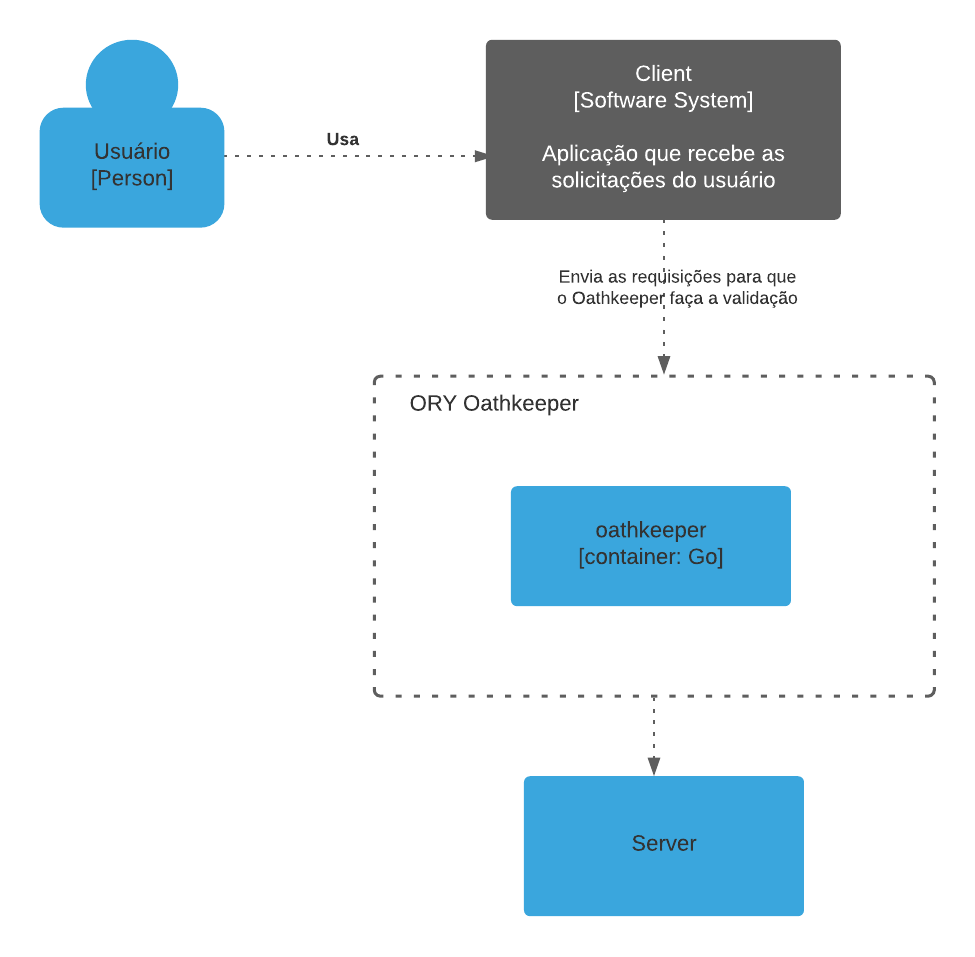 Usuário
[Person]
Usa
Client
[Software System]
Aplicação que recebe as
solicitações do usuário
Envia as requisições para que
o Oathkeeper faça a validação
ORY Oathkeeper
oathkeeper
[container: Go]
Server